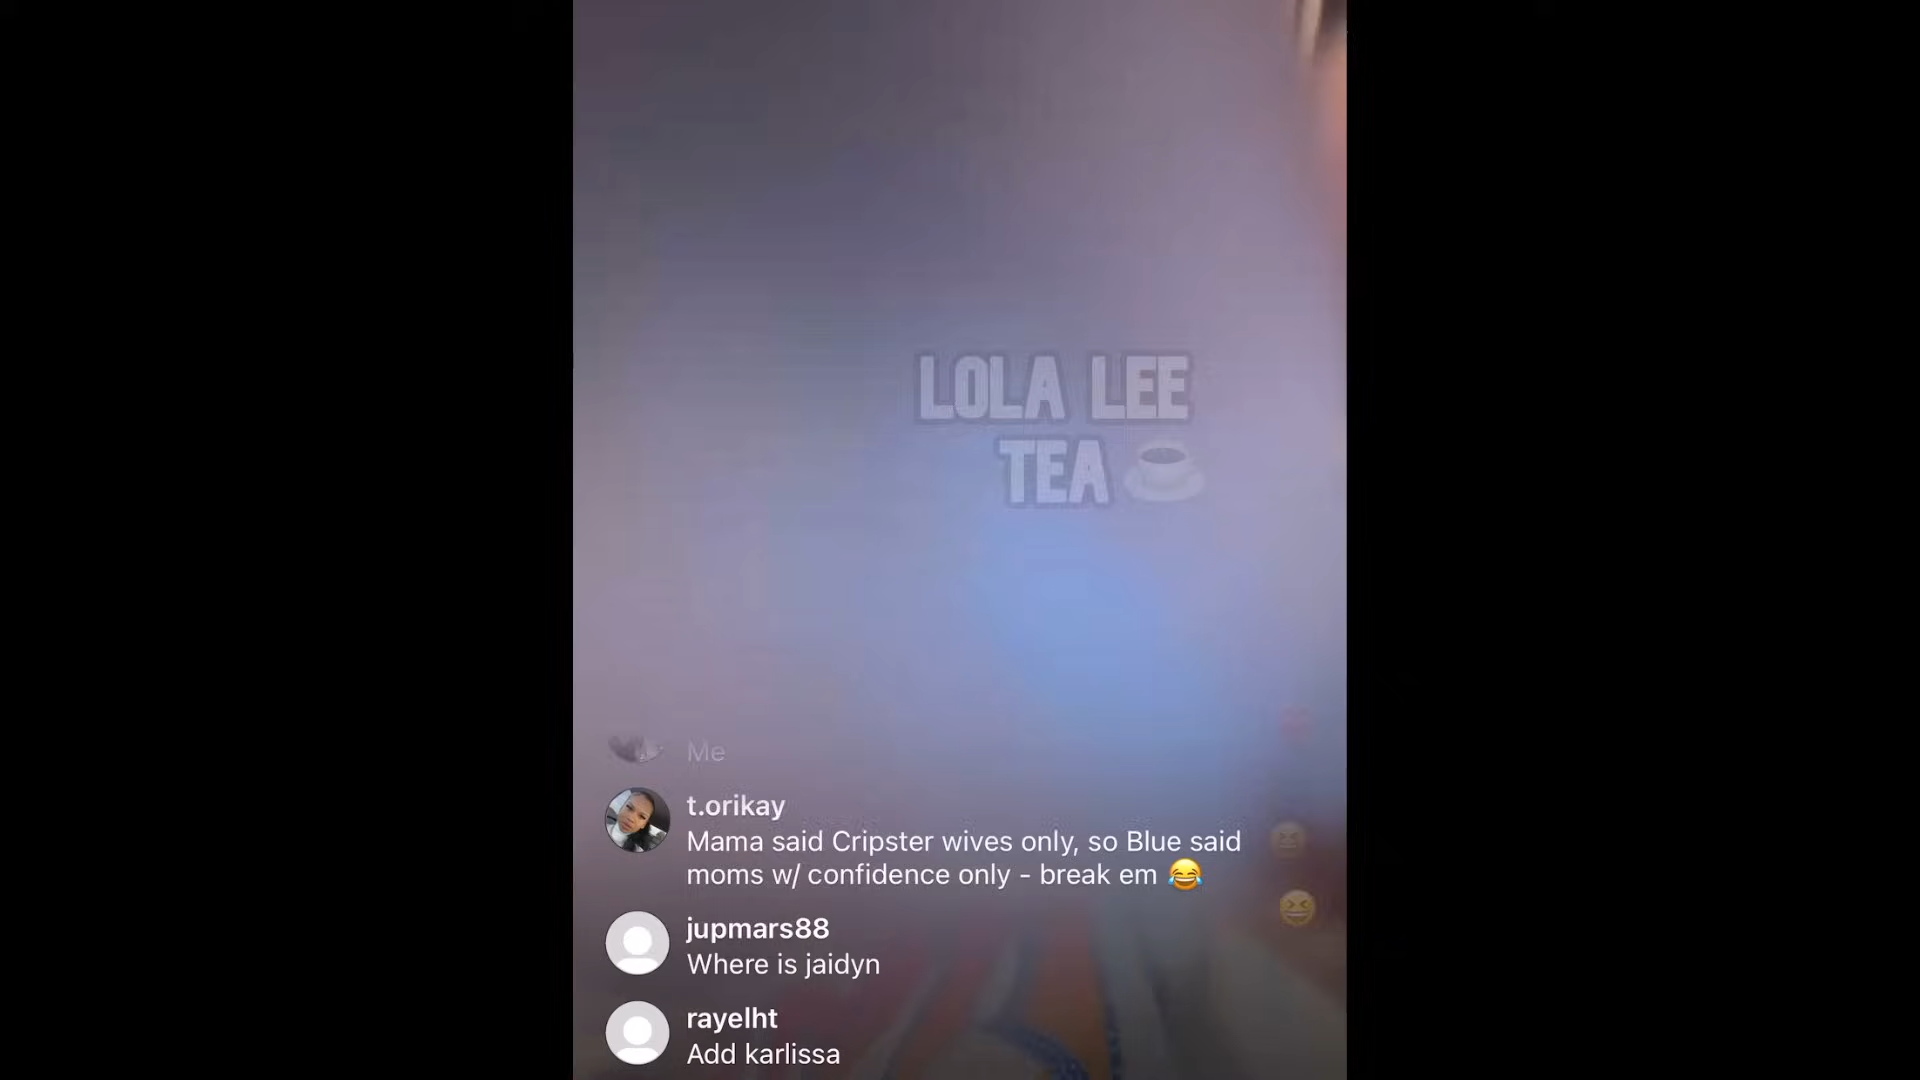 LOLA LEE
TEA
Me
t.orikay
Mama said Cripster wives only, so Blue said
moms w/ confidence only - break em 😂
jupmars88
Where is jaidyn
rayelht
Add karlissa